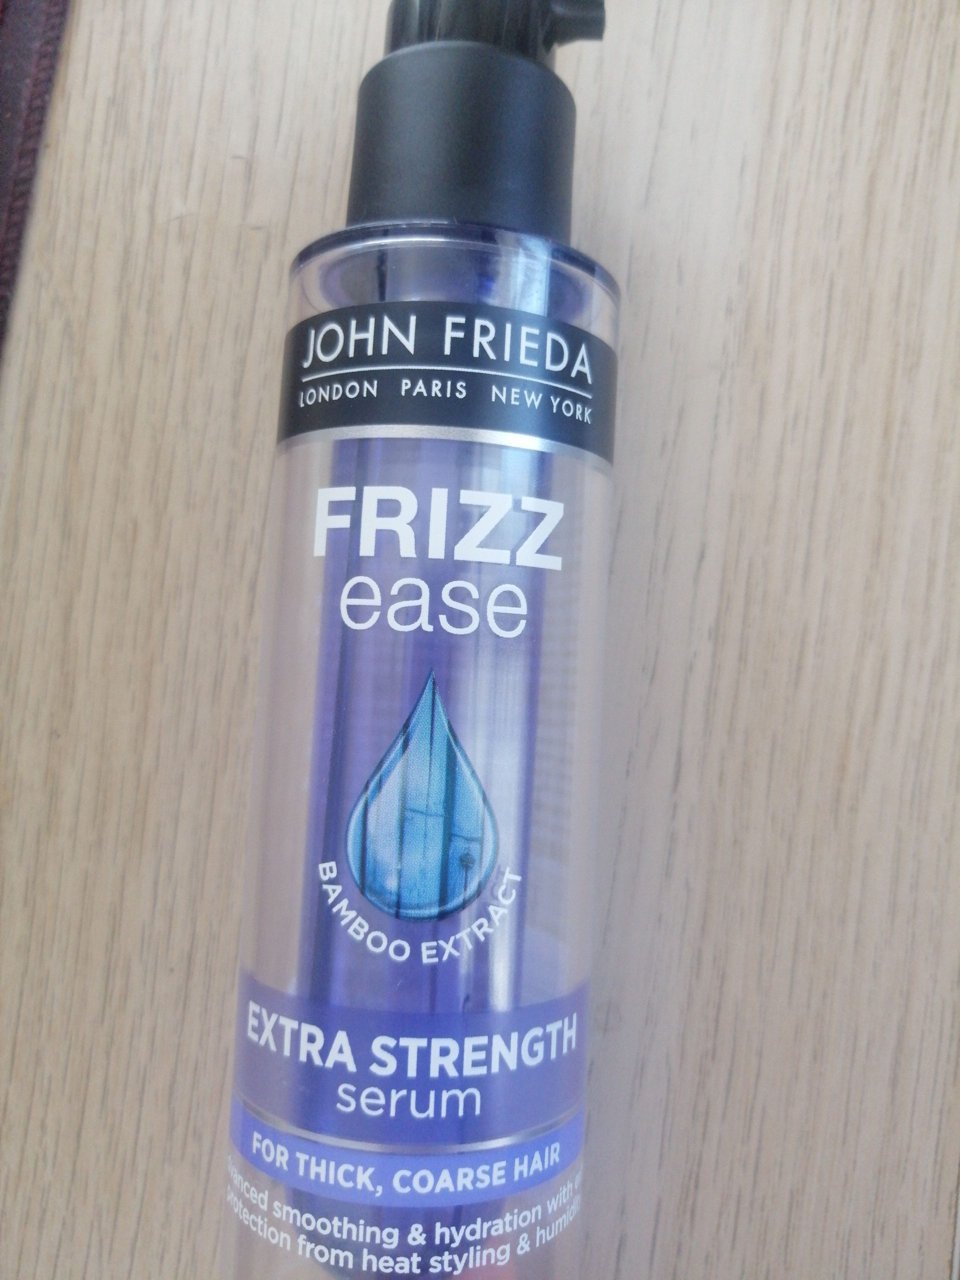 JOHN FRIEDA
LONDON PARIS NEW YORK
FRIZZ
ease
BAMBOO EXTRACT
EXTRA STRENGTH
serum
FOR THICK, COARSE HAIR
smoothing & hydration with
from heat styling &